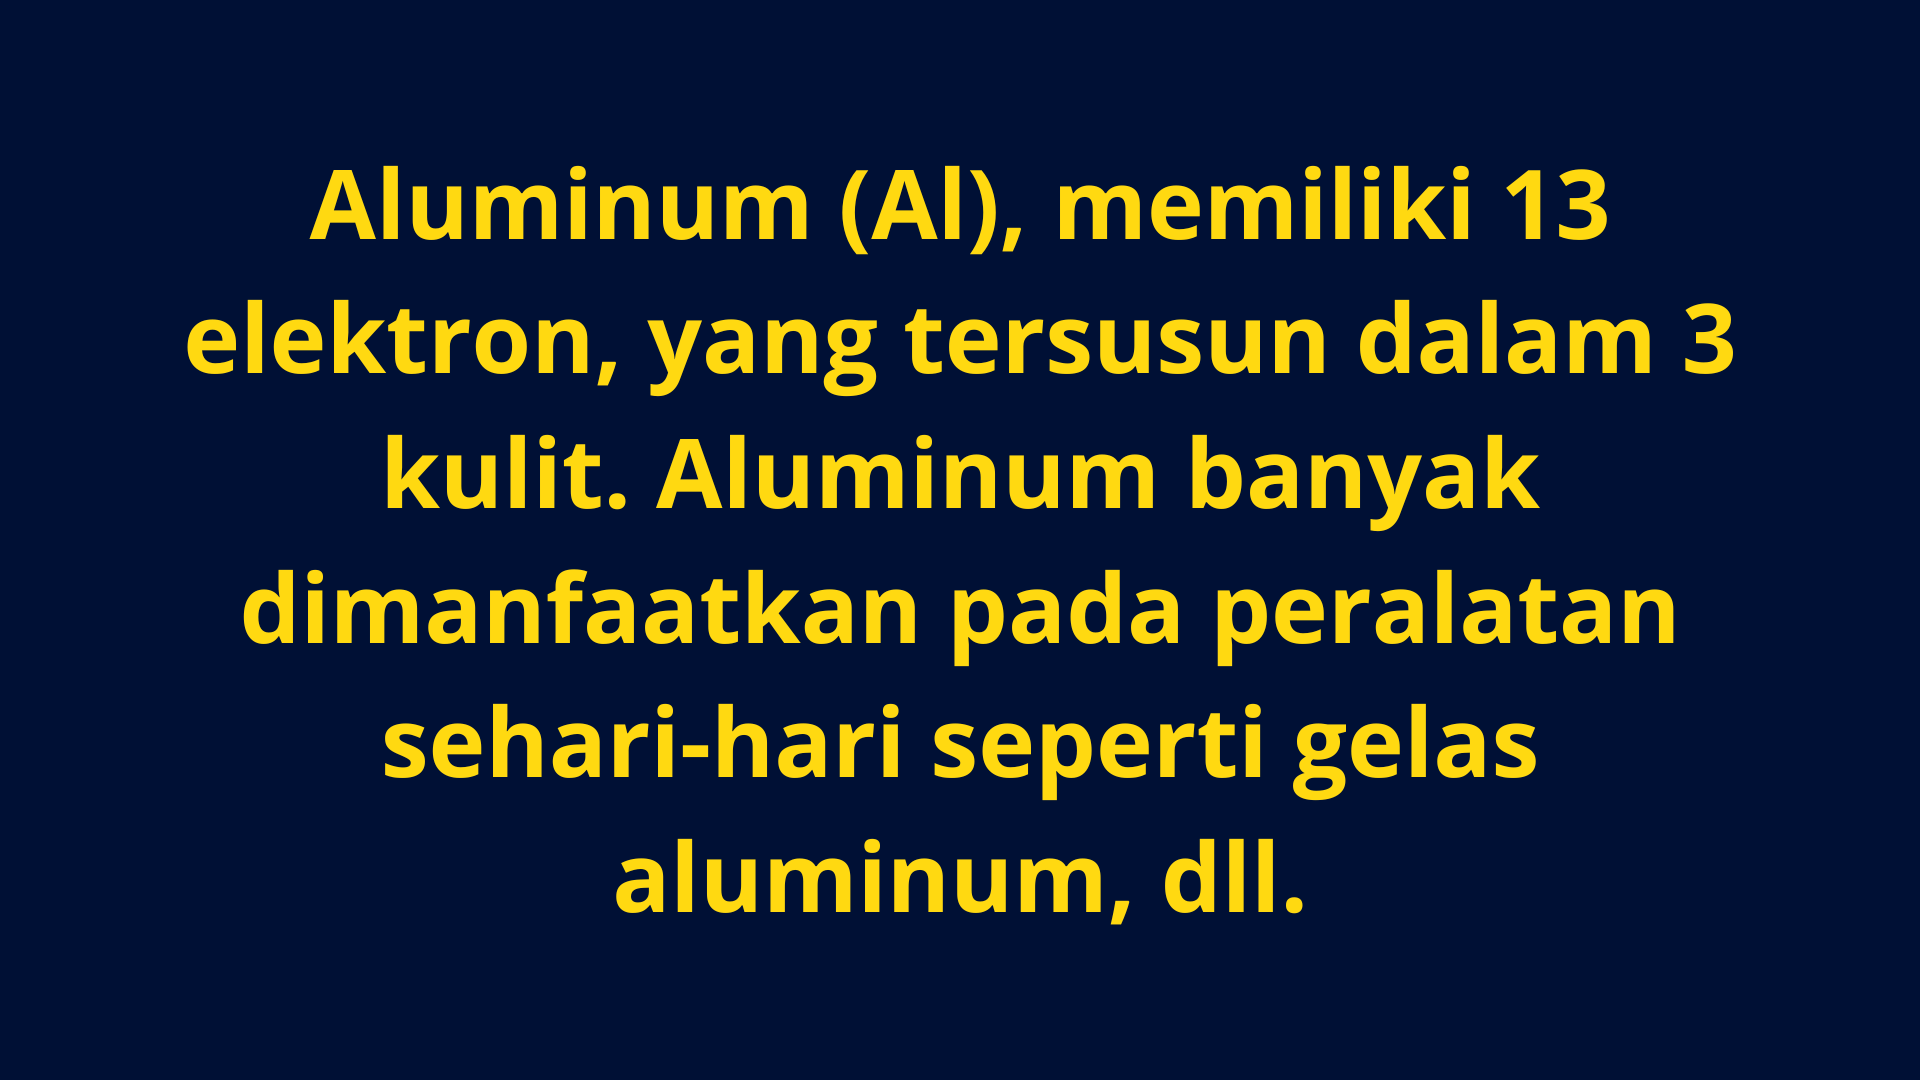 Aluminum (Al), memiliki 13
elektron, yang tersusun dalam 3
kulit. Aluminum banyak
dimanfaatkan pada peralatan
sehari-hari seperti gelas
aluminum, dll.